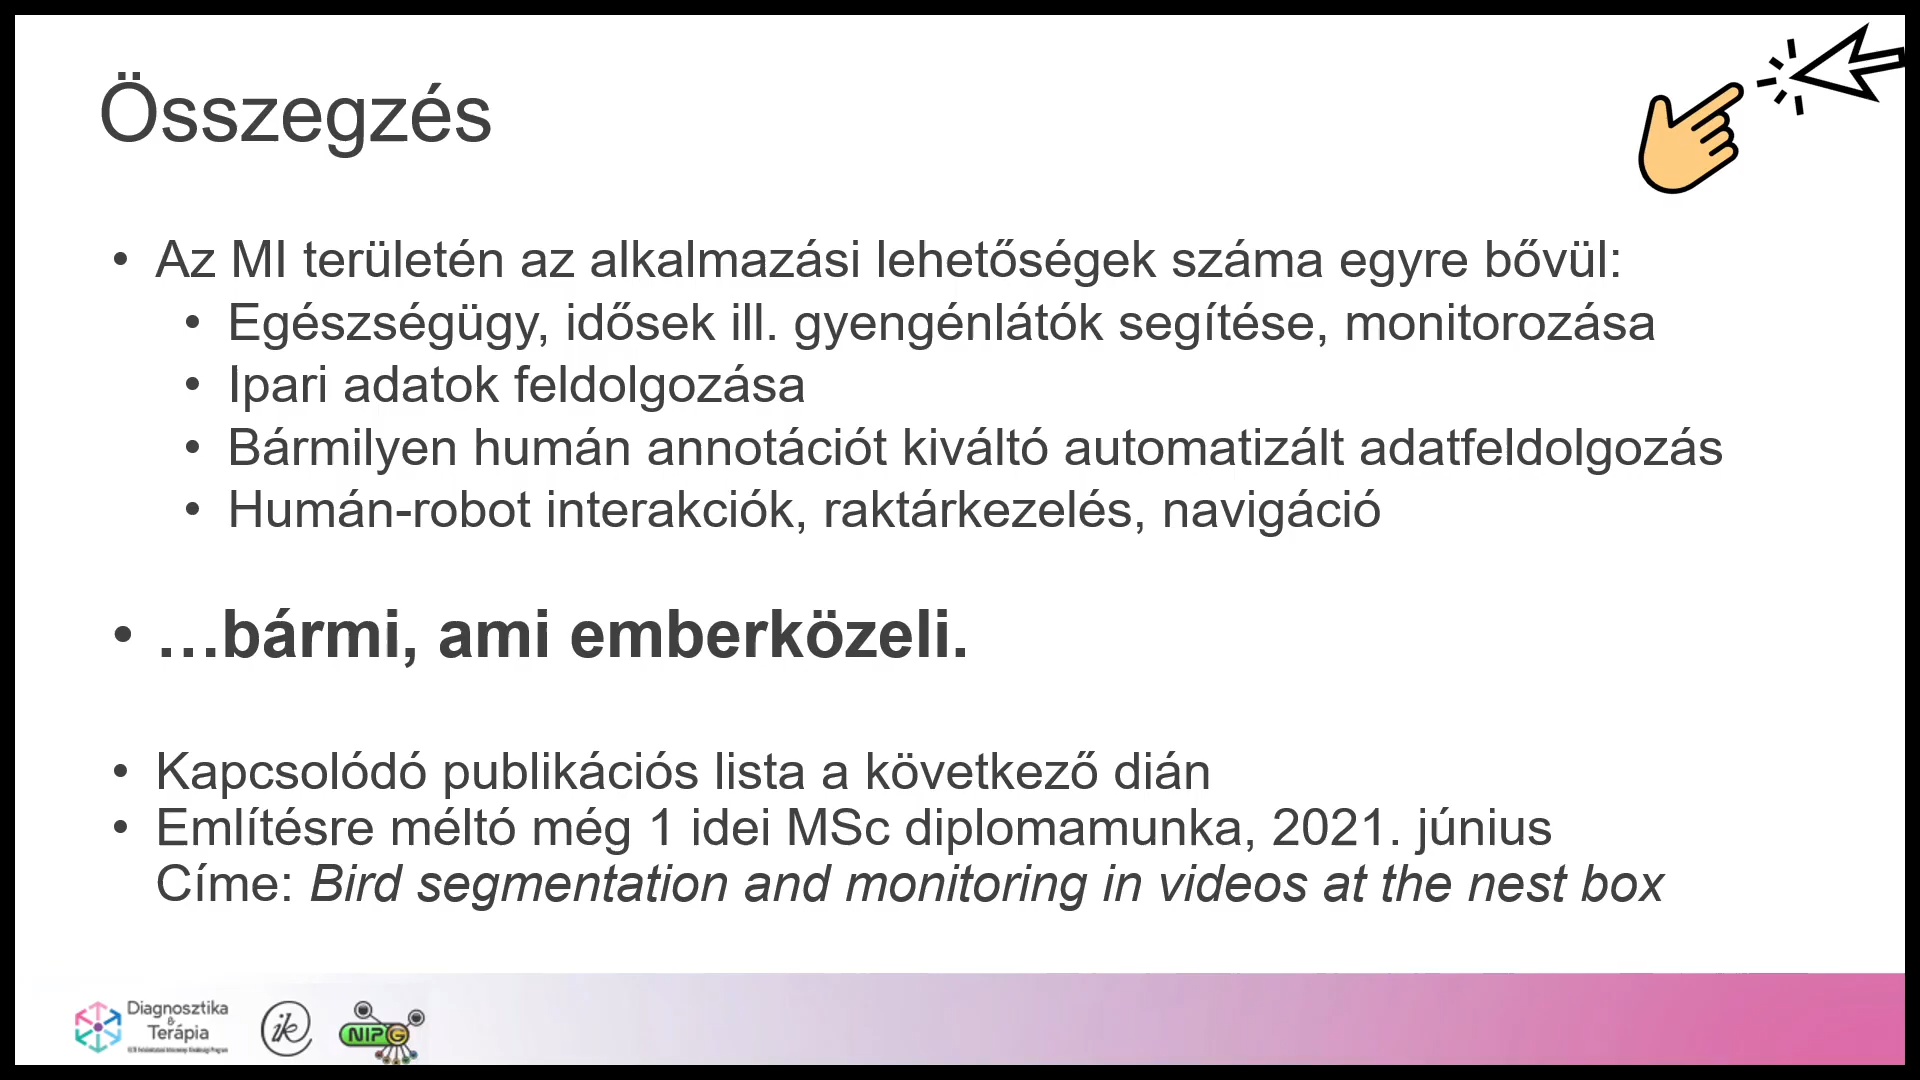 Összegzés
• Az MI területén az alkalmazási lehetőségek száma egyre bővül:
• Egészségügy, idősek ill. gyengénlátók segítése, monitorozása
• Ipari adatok feldolgozása
• Bármilyen humán annotációt kiváltó automatizált adatfeldolgozás
• Humán-robot interakciók, raktárkezelés, navigáció
• …bármi, ami emberközeli.
• Kapcsolódó publikációs lista a következő dián
• Említésre méltó még 1 idei MSc diplomamunka, 2021. június
Címe: Bird segmentation and monitoring in videos at the nest box
Diagnosztika
&
Terápia
ik
NIPG